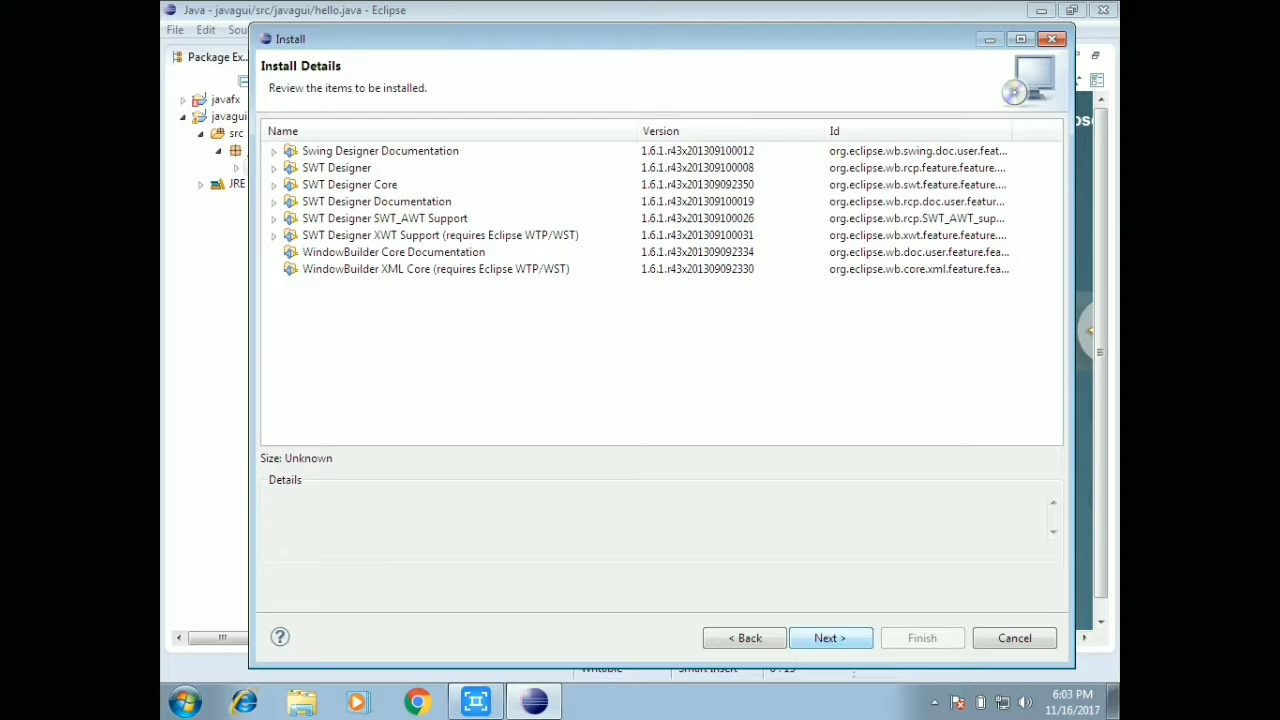 Java - javagui/src/javagui/hello.java - Eclipse
File Edit Sou
Package Ex...
javafx
javagui
src
JRE
Install
Install Details
Review the items to be installed.
Name Version Id
Swing Designer Documentation 1.6.1.r43x201309100012 org.eclipse.wb.swing.doc.user.feat...
SWT Designer 1.6.1.r43x201309100008 org.eclipse.wb.rcp.feature.feature....
SWT Designer Core 1.6.1.r43x201309092350 org.eclipse.wb.swt.feature.feature....
SWT Designer Documentation 1.6.1.r43x201309100019 org.eclipse.wb.rcp.doc.user.featur...
SWT Designer SWT_AWT Support 1.6.1.r43x201309100026 org.eclipse.wb.rcp.SWT_AWT_sup...
SWT Designer XWT Support (requires Eclipse WTP/WST) 1.6.1.r43x201309100031 org.eclipse.wb.xwt.feature.feature....
WindowBuilder Core Documentation 1.6.1.r43x201309092334 org.eclipse.wb.doc.user.feature.fea...
WindowBuilder XML Core (requires Eclipse WTP/WST) 1.6.1.r43x201309092330 org.eclipse.wb.core.xml.feature.fea...
Size: Unknown
Details
< Back Next > Finish Cancel
Writable Smart Insert
6:03 PM
11/16/2017